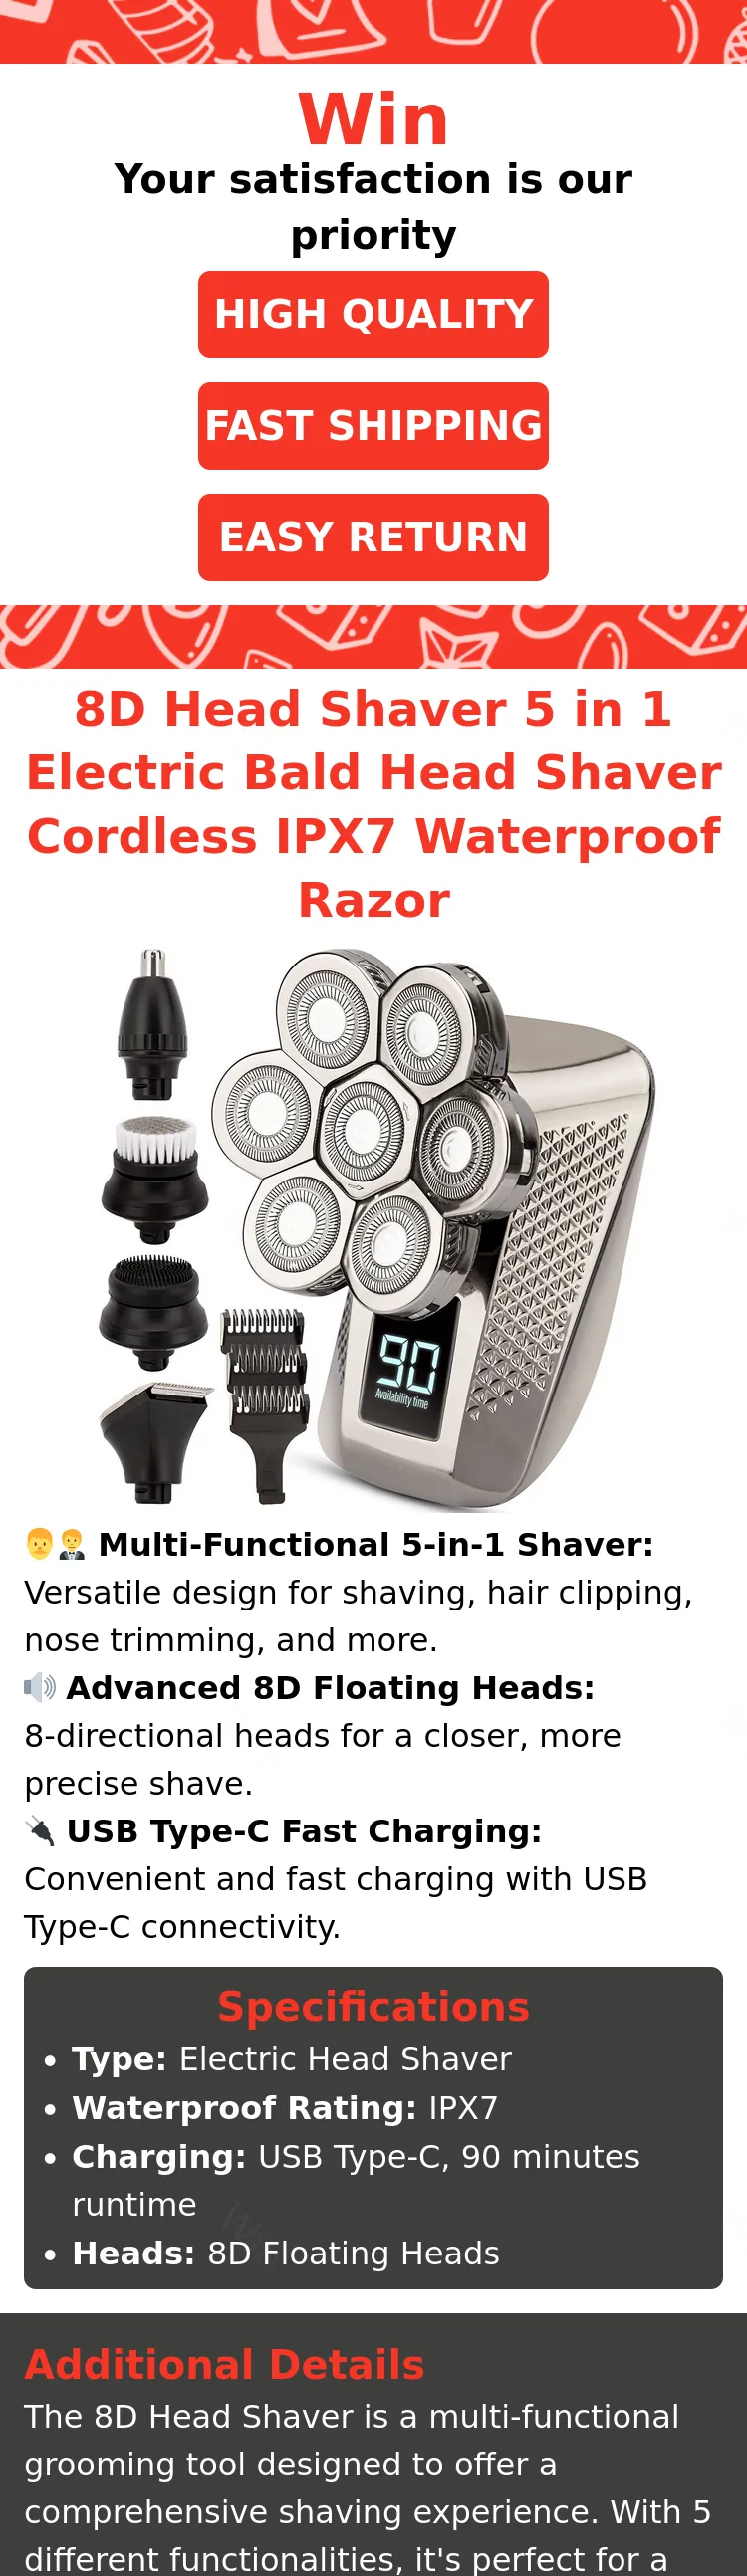 Win
Your satisfaction is our
priority
HIGH QUALITY
FAST SHIPPING
EASY RETURN
8D Head Shaver 5 in 1
Electric Bald Head Shaver
Cordless IPX7 Waterproof
Razor
90
Availability time
👨🤵 Multi-Functional 5-in-1 Shaver:
Versatile design for shaving, hair clipping,
nose trimming, and more.
🔊 Advanced 8D Floating Heads:
8-directional heads for a closer, more
precise shave.
🔌 USB Type-C Fast Charging:
Convenient and fast charging with USB
Type-C connectivity.
Specifications
• Type: Electric Head Shaver
• Waterproof Rating: IPX7
• Charging: USB Type-C, 90 minutes
runtime
• Heads: 8D Floating Heads
Additional Details
The 8D Head Shaver is a multi-functional
grooming tool designed to offer a
comprehensive shaving experience. With 5
different functionalities, it's perfect for a